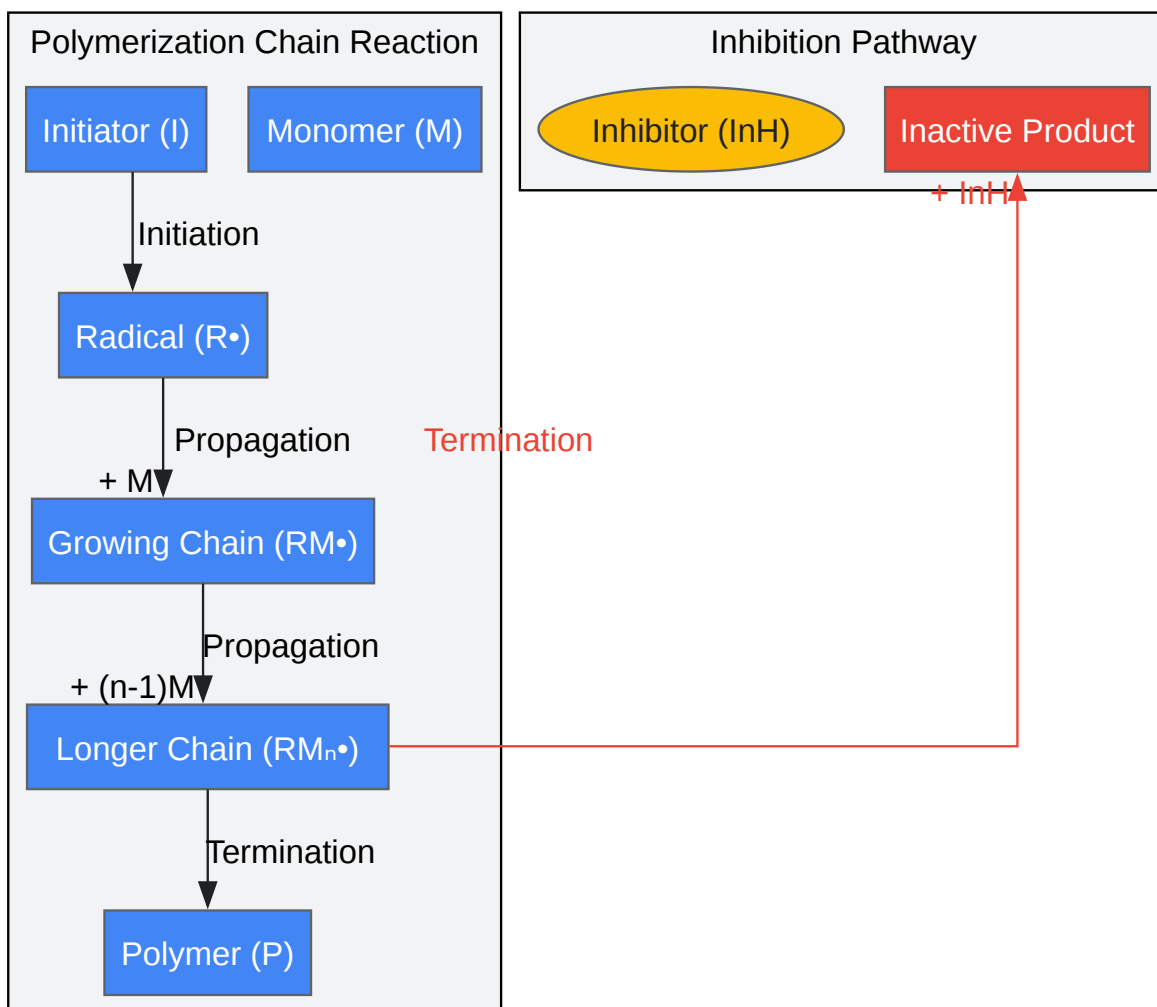 Polymerization Chain Reaction
Initiator (I)
Monomer (M)
Initiation
Radical (R•)
Propagation
+ M
Growing Chain (RM•)
Propagation
+ (n-1)M
Longer Chain (RMₙ•)
Termination
Polymer (P)
Inhibition Pathway
Inhibitor (InH)
Inactive Product
+ InH
Termination